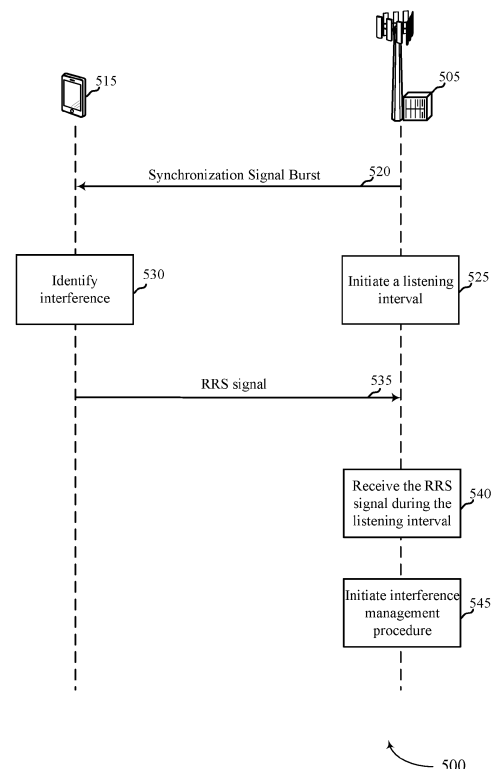 515
505
Synchronization Signal Burst
520
Identify
interference
530
Initiate a listening
interval
525
RRS signal
535
Receive the RRS
signal during the
listening interval
540
Initiate interference
management
procedure
545
500